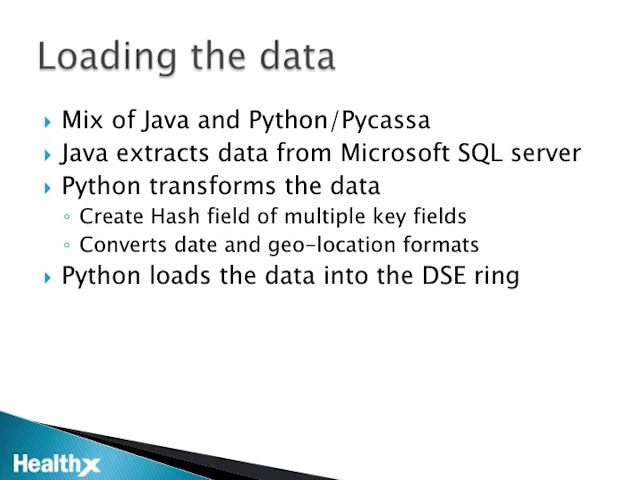 Loading the data
Mix of Java and Python/Pycassa
Java extracts data from Microsoft SQL server
Python transforms the data
Create Hash field of multiple key fields
Converts date and geo-location formats
Python loads the data into the DSE ring
Healthx